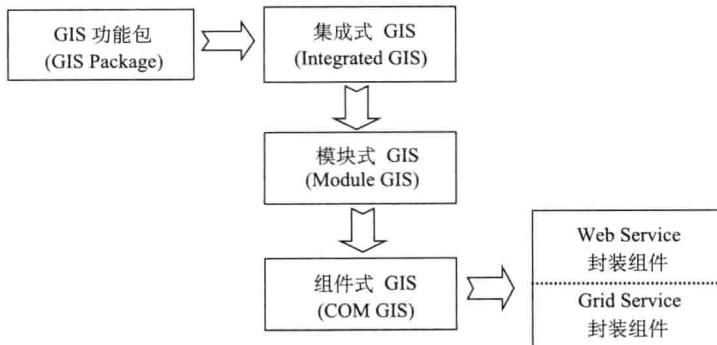 GIS 功能包
(GIS Package)
集成式 GIS
(Integrated GIS)
模块式 GIS
(Module GIS)
组件式 GIS
(COM GIS)
Web Service
封装组件
Grid Service
封装组件